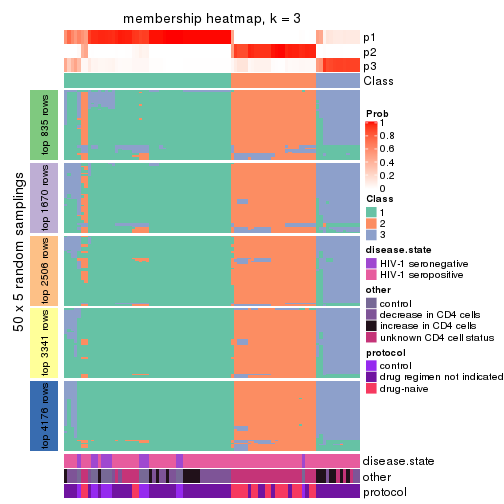 membership heatmap, k = 3
p1
p2
p3
Class
50 x 5 random samplings
top 835 rows
top 1670 rows
top 2506 rows
top 3341 rows
top 4176 rows
disease.state
other
protocol
Prob
1
0.8
0.6
0.4
0.2
0
Class
1
2
3
disease.state
HIV-1 seronegative
HIV-1 seropositive
other
control
decrease in CD4 cells
increase in CD4 cells
unknown CD4 cell status
protocol
control
drug regimen not indicated
drug-naive